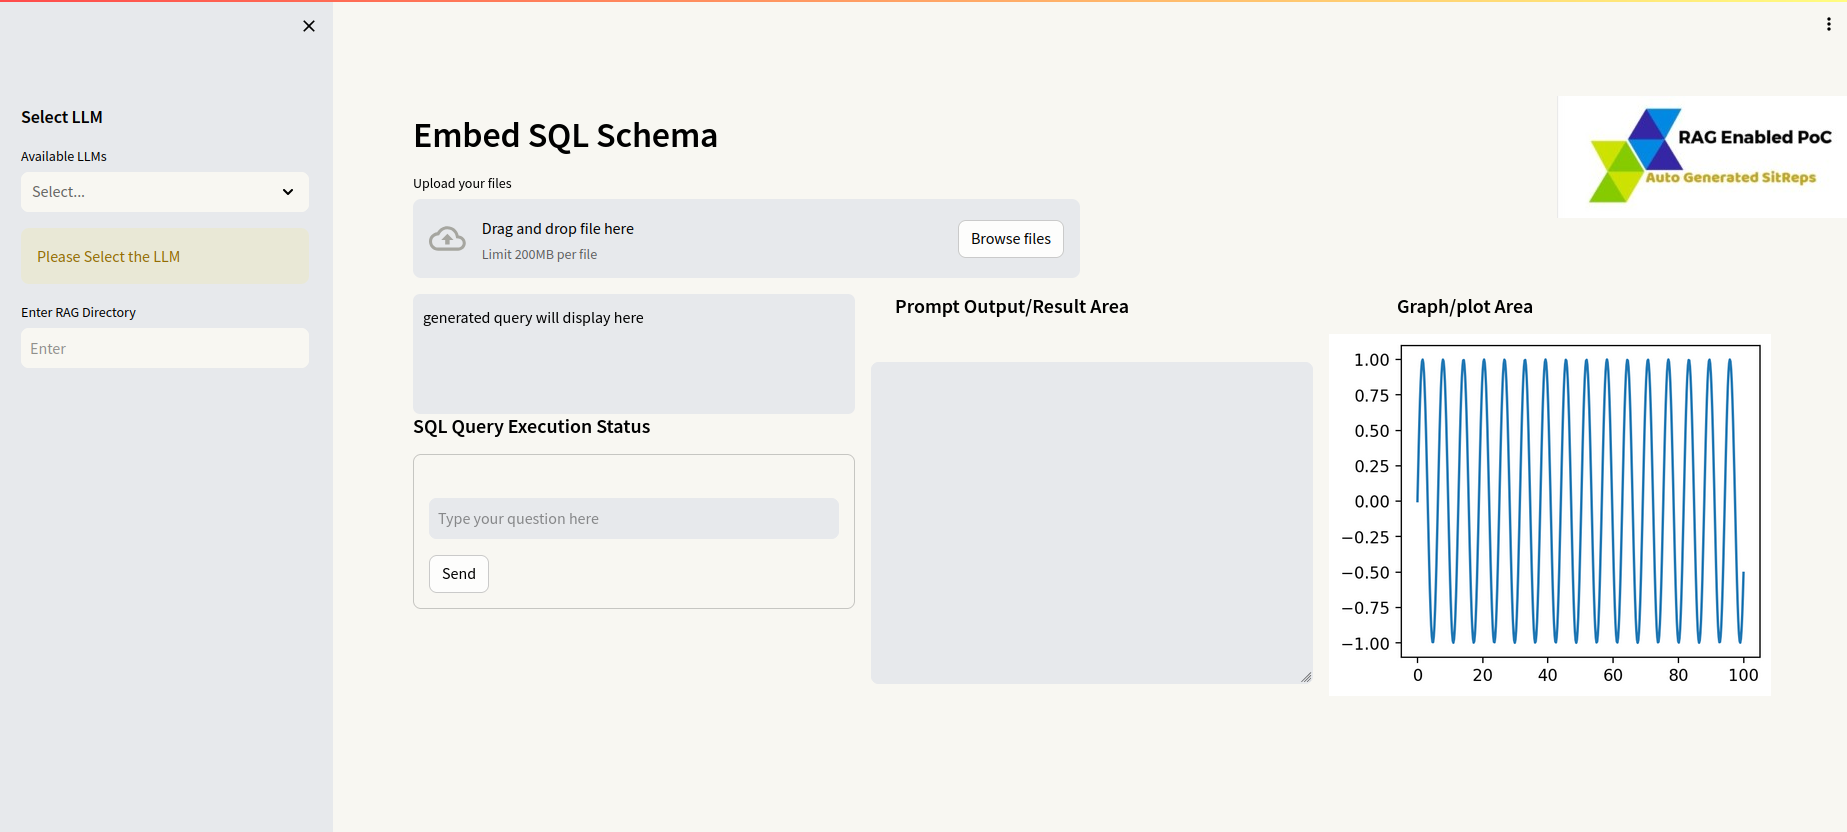 Select LLM
Available LLMs
Select...
Please Select the LLM
Enter RAG Directory
Enter
Embed SQL Schema
Upload your files
Drag and drop file here
Limit 200MB per file
Browse files
RAG Enabled PoC
Auto Generated SitReps
generated query will display here
SQL Query Execution Status
Type your question here
Send
Prompt Output/Result Area
Graph/plot Area
1.00
0.75
0.50
0.25
0.00
−0.25
−0.50
−0.75
−1.00
0 20 40 60 80 100